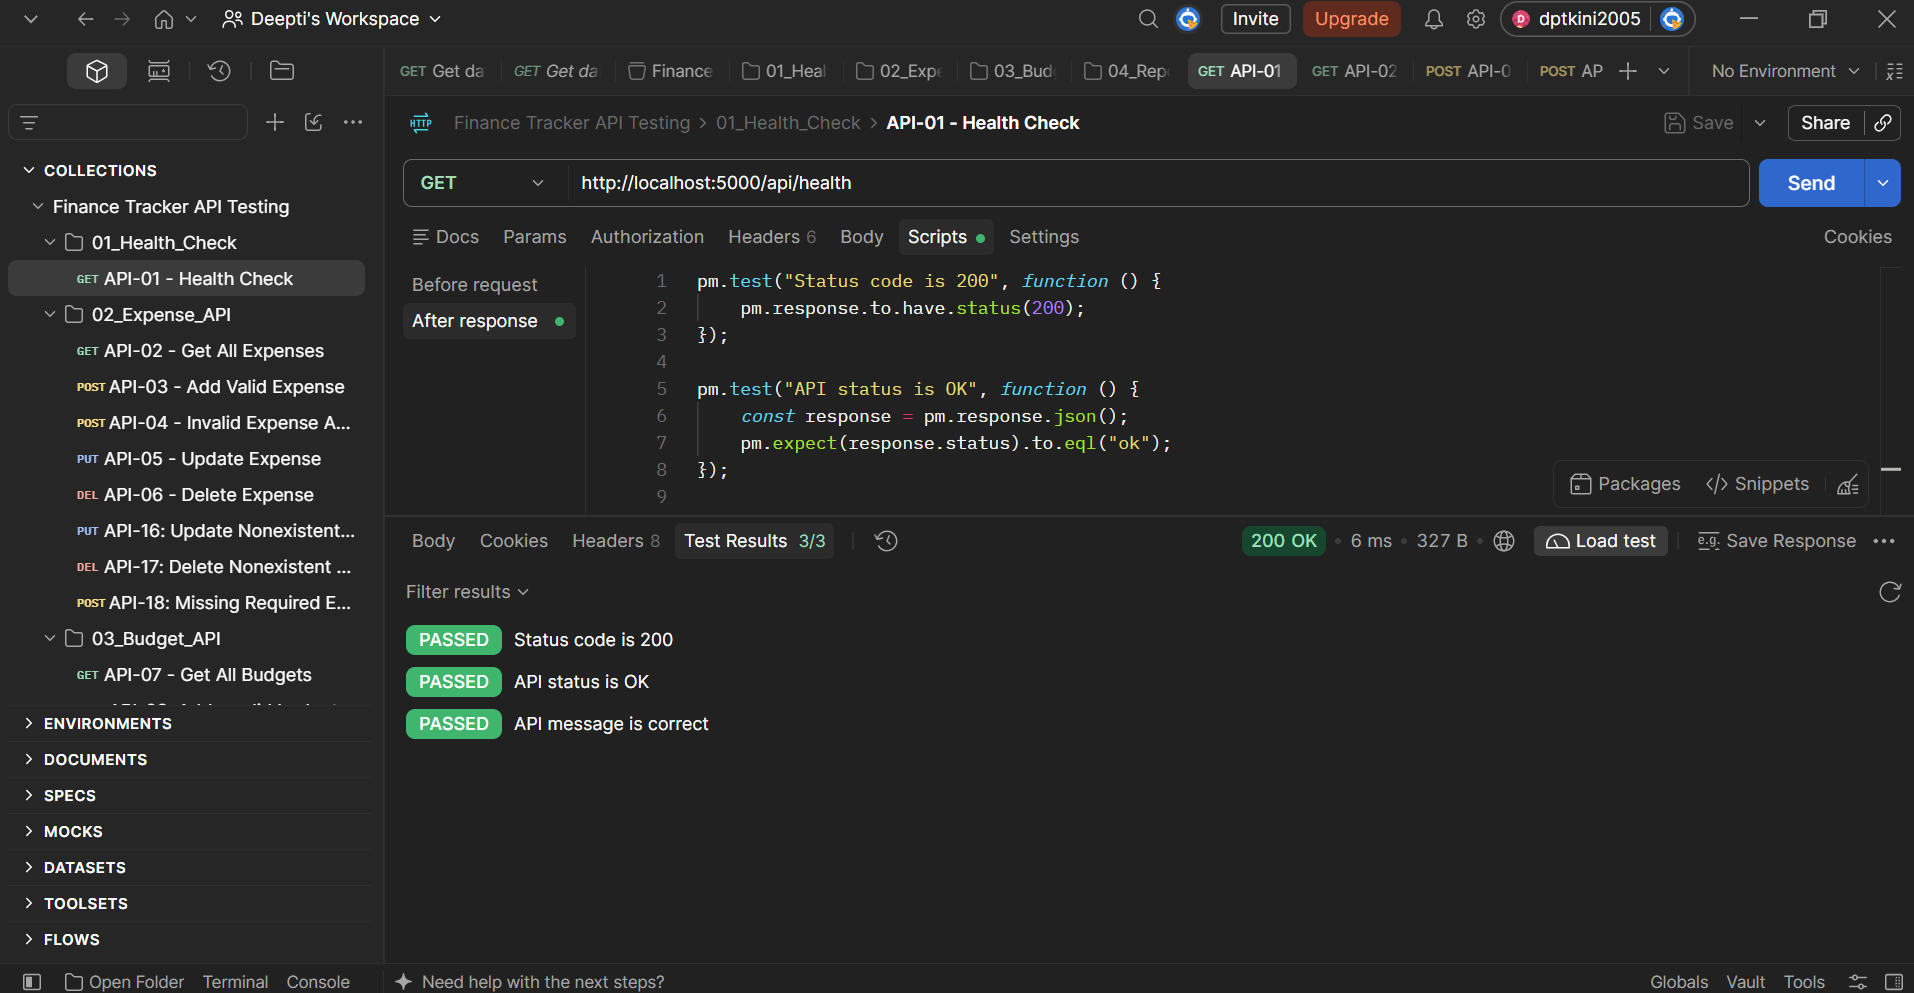 Deepti's Workspace
Invite
Upgrade
dptkini2005
GET Get da
GET Get da
Finance
01_Heal
02_Expe
03_Bud
04_Rep
GET API-01
GET API-02
POST API-0
POST AP
No Environment
COLLECTIONS
Finance Tracker API Testing
01_Health_Check
GET API-01 - Health Check
02_Expense_API
GET API-02 - Get All Expenses
POST API-03 - Add Valid Expense
POST API-04 - Invalid Expense A...
PUT API-05 - Update Expense
DEL API-06 - Delete Expense
PUT API-16: Update Nonexistent...
DEL API-17: Delete Nonexistent ...
POST API-18: Missing Required E...
03_Budget_API
GET API-07 - Get All Budgets
ENVIRONMENTS
DOCUMENTS
SPECS
MOCKS
DATASETS
TOOLSETS
FLOWS
HTTP Finance Tracker API Testing > 01_Health_Check > API-01 - Health Check
Save
Share
GET http://localhost:5000/api/health
Send
Docs Params Authorization Headers 6 Body Scripts Settings
Cookies
Before request
After response
1 pm.test("Status code is 200", function () {
2 pm.response.to.have.status(200);
3 });
4
5 pm.test("API status is OK", function () {
6 const response = pm.response.json();
7 pm.expect(response.status).to.eql("ok");
8 });
9
Packages Snippets
Body Cookies Headers 8 Test Results 3/3
200 OK • 6 ms • 327 B
Load test
e.g. Save Response
Filter results
PASSED Status code is 200
PASSED API status is OK
PASSED API message is correct
Open Folder Terminal Console
Need help with the next steps?
Globals Vault Tools